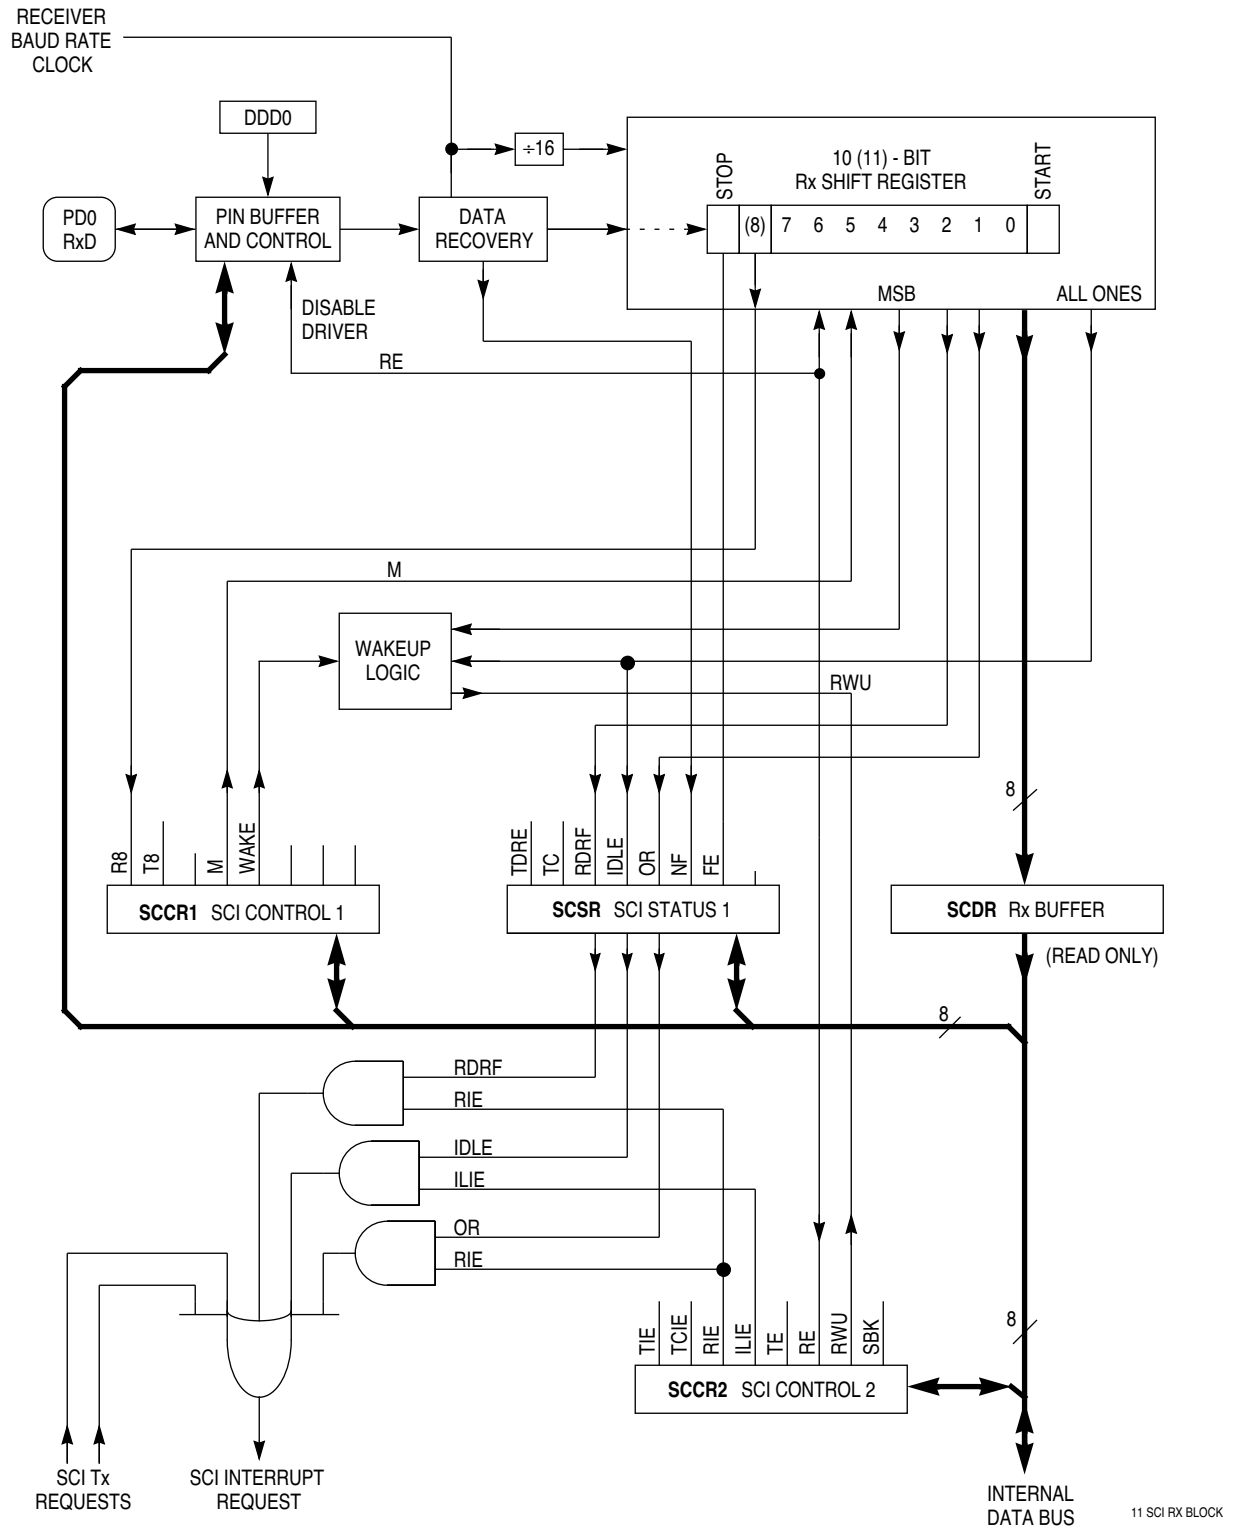 RECEIVER
BAUD RATE
CLOCK
DDD0
÷16
10 (11) - BIT
Rx SHIFT REGISTER
STOP
START
(8) 7 6 5 4 3 2 1 0
PD0
RxD
PIN BUFFER
AND CONTROL
DATA
RECOVERY
MSB
ALL ONES
DISABLE
DRIVER
RE
M
WAKEUP
LOGIC
RWU
8
R8
T8
M
WAKE
TDRE
TC
RDRF
IDLE
OR
NF
FE
SCCR1 SCI CONTROL 1
SCSR SCI STATUS 1
SCDR Rx BUFFER
(READ ONLY)
8
RDRF
RIE
IDLE
ILIE
OR
RIE
8
TIE
TCIE
RIE
ILIE
TE
RE
RWU
SBK
SCCR2 SCI CONTROL 2
SCI Tx
REQUESTS
SCI INTERRUPT
REQUEST
INTERNAL
DATA BUS
11 SCI RX BLOCK